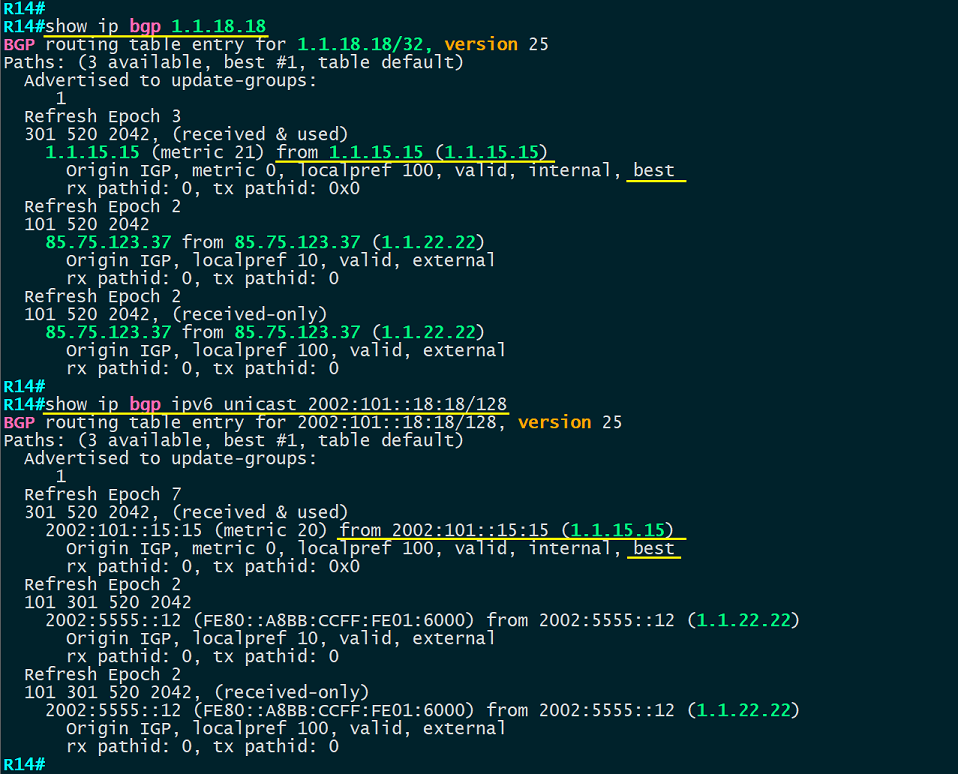 R14#
R14#show ip bgp 1.1.18.18
BGP routing table entry for 1.1.18.18/32, version 25
Paths: (3 available, best #1, table default)
  Advertised to update-groups:
     1
  Refresh Epoch 3
  301 520 2042, (received & used)
    1.1.15.15 (metric 21) from 1.1.15.15 (1.1.15.15)
      Origin IGP, metric 0, localpref 100, valid, internal, best
      rx pathid: 0, tx pathid: 0x0
  Refresh Epoch 2
  101 520 2042
    85.75.123.37 from 85.75.123.37 (1.1.22.22)
      Origin IGP, localpref 10, valid, external
      rx pathid: 0, tx pathid: 0
  Refresh Epoch 2
  101 520 2042, (received-only)
    85.75.123.37 from 85.75.123.37 (1.1.22.22)
      Origin IGP, localpref 100, valid, external
      rx pathid: 0, tx pathid: 0
R14#
R14#show ip bgp ipv6 unicast 2002:101::18:18/128
BGP routing table entry for 2002:101::18:18/128, version 25
Paths: (3 available, best #1, table default)
  Advertised to update-groups:
     1
  Refresh Epoch 7
  301 520 2042, (received & used)
    2002:101::15:15 (metric 20) from 2002:101::15:15 (1.1.15.15)
      Origin IGP, metric 0, localpref 100, valid, internal, best
      rx pathid: 0, tx pathid: 0x0
  Refresh Epoch 2
  101 301 520 2042
    2002:5555::12 (FE80::A8BB:CCFF:FE01:6000) from 2002:5555::12 (1.1.22.22)
      Origin IGP, localpref 10, valid, external
      rx pathid: 0, tx pathid: 0
  Refresh Epoch 2
  101 301 520 2042, (received-only)
    2002:5555::12 (FE80::A8BB:CCFF:FE01:6000) from 2002:5555::12 (1.1.22.22)
      Origin IGP, localpref 100, valid, external
      rx pathid: 0, tx pathid: 0
R14#